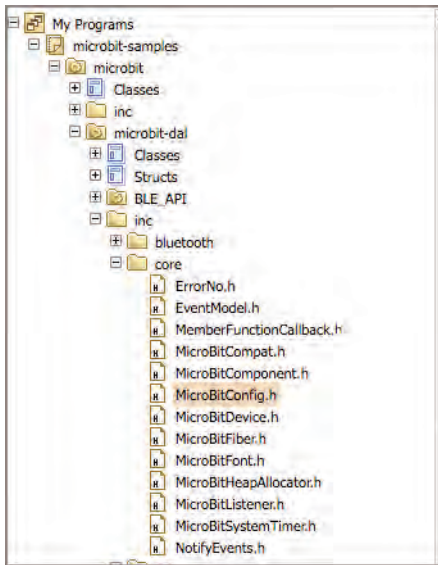 My Programs
microbit-samples
microbit
Classes
inc
microbit-dal
Classes
Structs
BLE_API
inc
bluetooth
core
ErrorNo.h
EventModel.h
MemberFunctionCallback.h
MicroBitCompat.h
MicroBitComponent.h
MicroBitConfig.h
MicroBitDevice.h
MicroBitFiber.h
MicroBitFont.h
MicroBitHeapAllocator.h
MicroBitListener.h
MicroBitSystemTimer.h
NotifyEvents.h